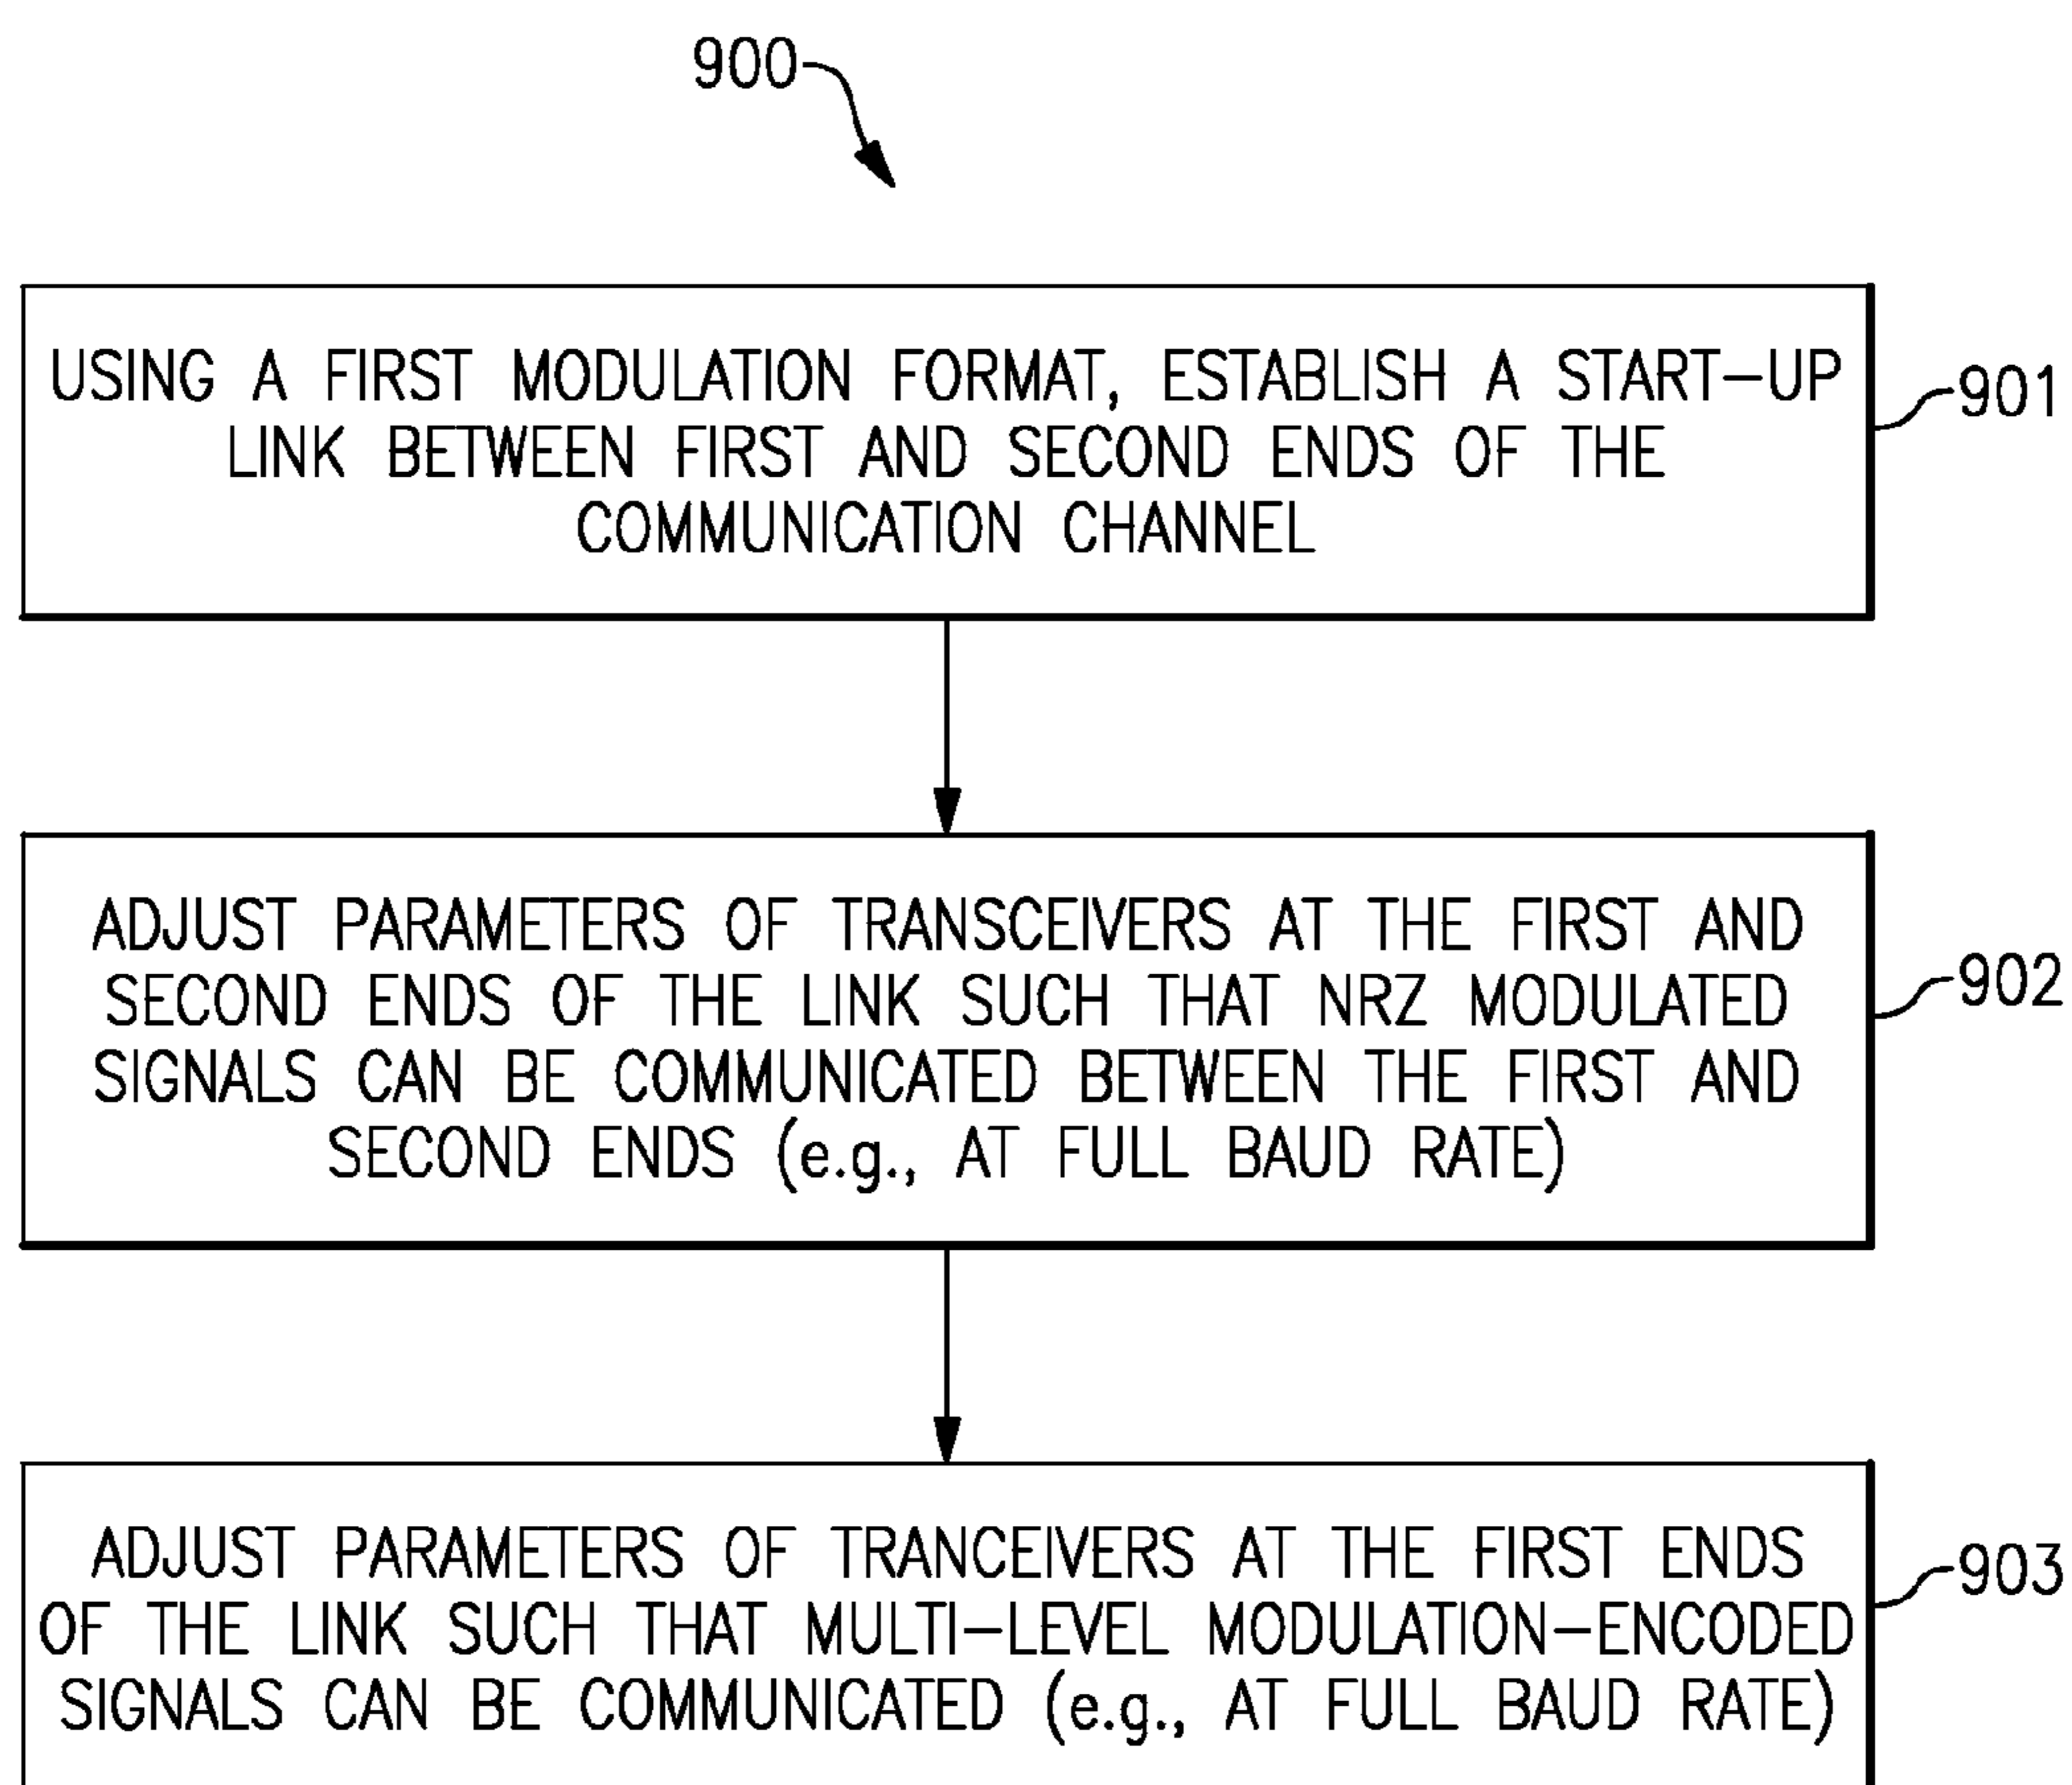 900
USING A FIRST MODULATION FORMAT, ESTABLISH A START-UP
LINK BETWEEN FIRST AND SECOND ENDS OF THE
COMMUNICATION CHANNEL
901
ADJUST PARAMETERS OF TRANSCEIVERS AT THE FIRST AND
SECOND ENDS OF THE LINK SUCH THAT NRZ MODULATED
SIGNALS CAN BE COMMUNICATED BETWEEN THE FIRST AND
SECOND ENDS (e.g., AT FULL BAUD RATE)
902
ADJUST PARAMETERS OF TRANCEIVERS AT THE FIRST ENDS
OF THE LINK SUCH THAT MULTI-LEVEL MODULATION-ENCODED
SIGNALS CAN BE COMMUNICATED (e.g., AT FULL BAUD RATE)
903